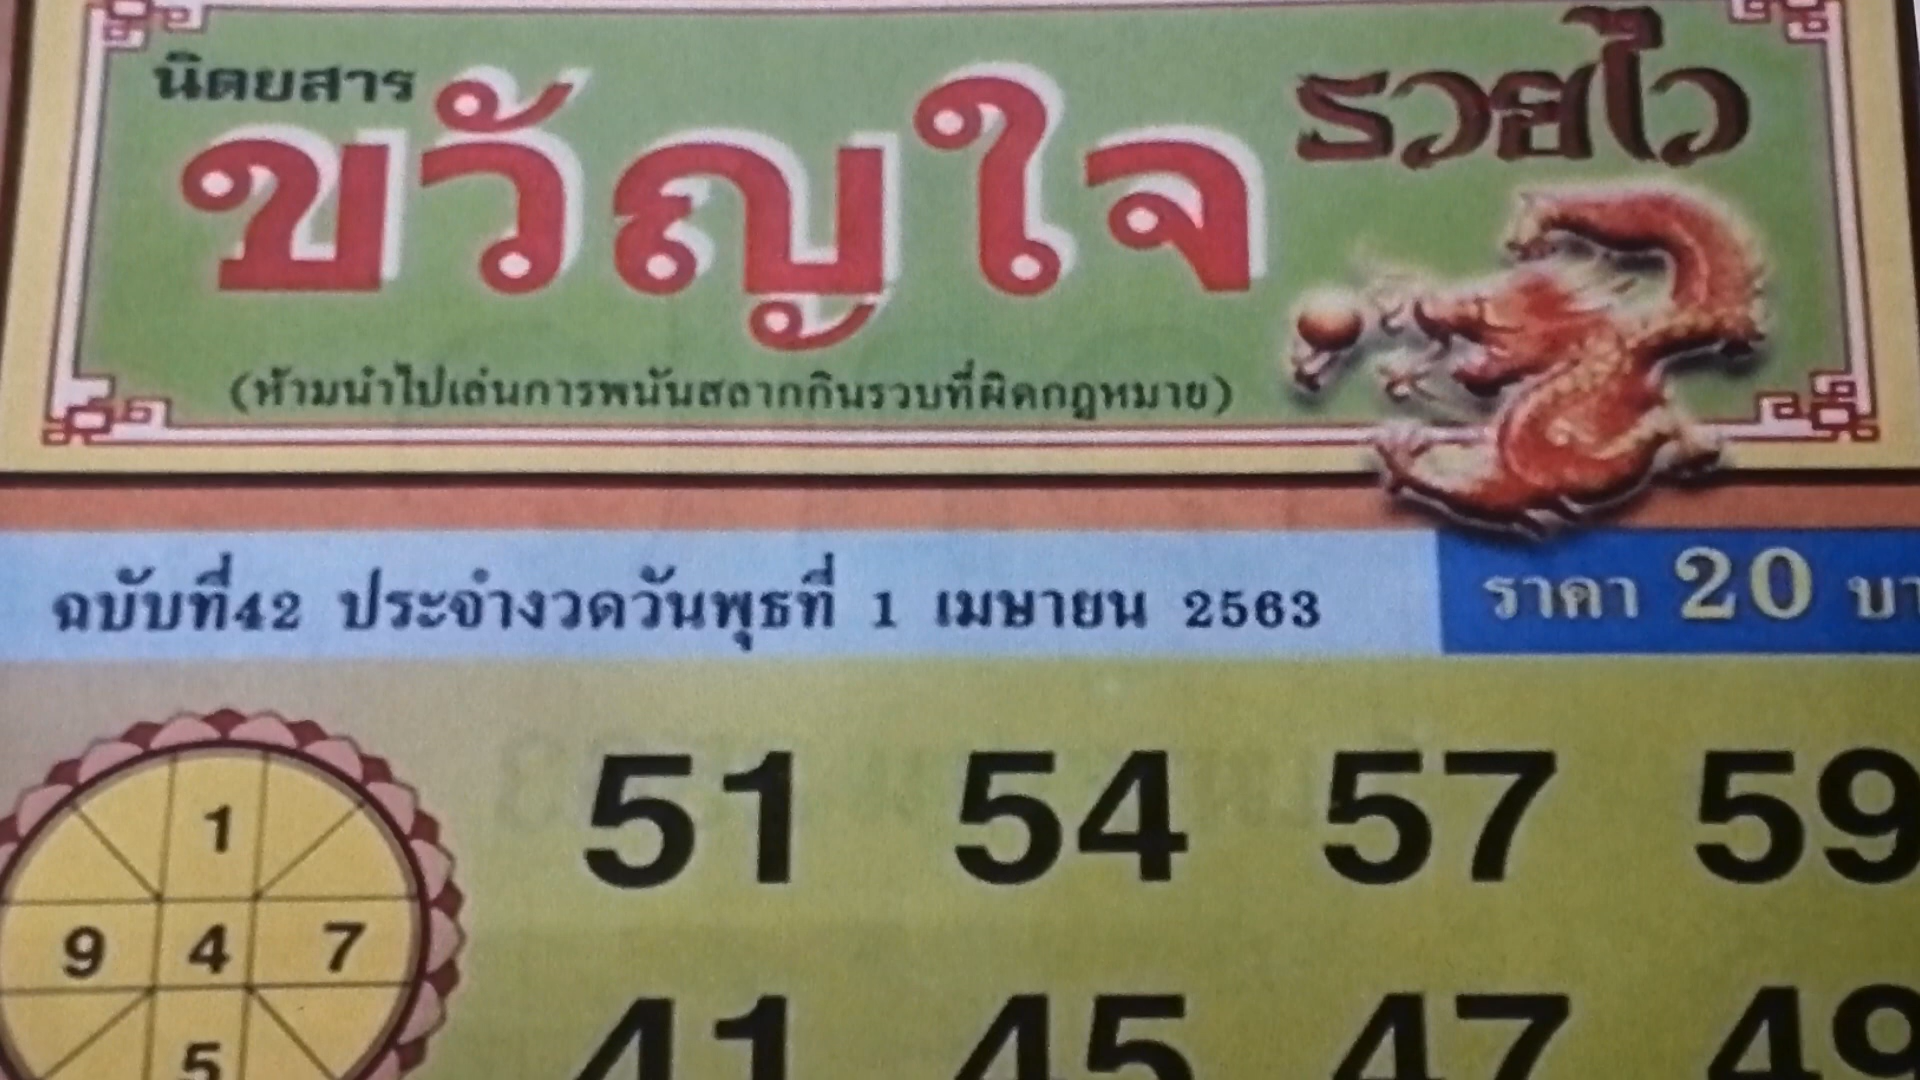 นิตยสาร
ขวัญใจ
รวยไว
(ห้ามนำไปเล่นการพนันสลากกินรวบที่ผิดกฎหมาย)
ฉบับที่42 ประจำงวดวันพุธที่ 1 เมษายน 2563
ราคา 20
51 54 57 59
1
9 4 7
5
41 45 47 49